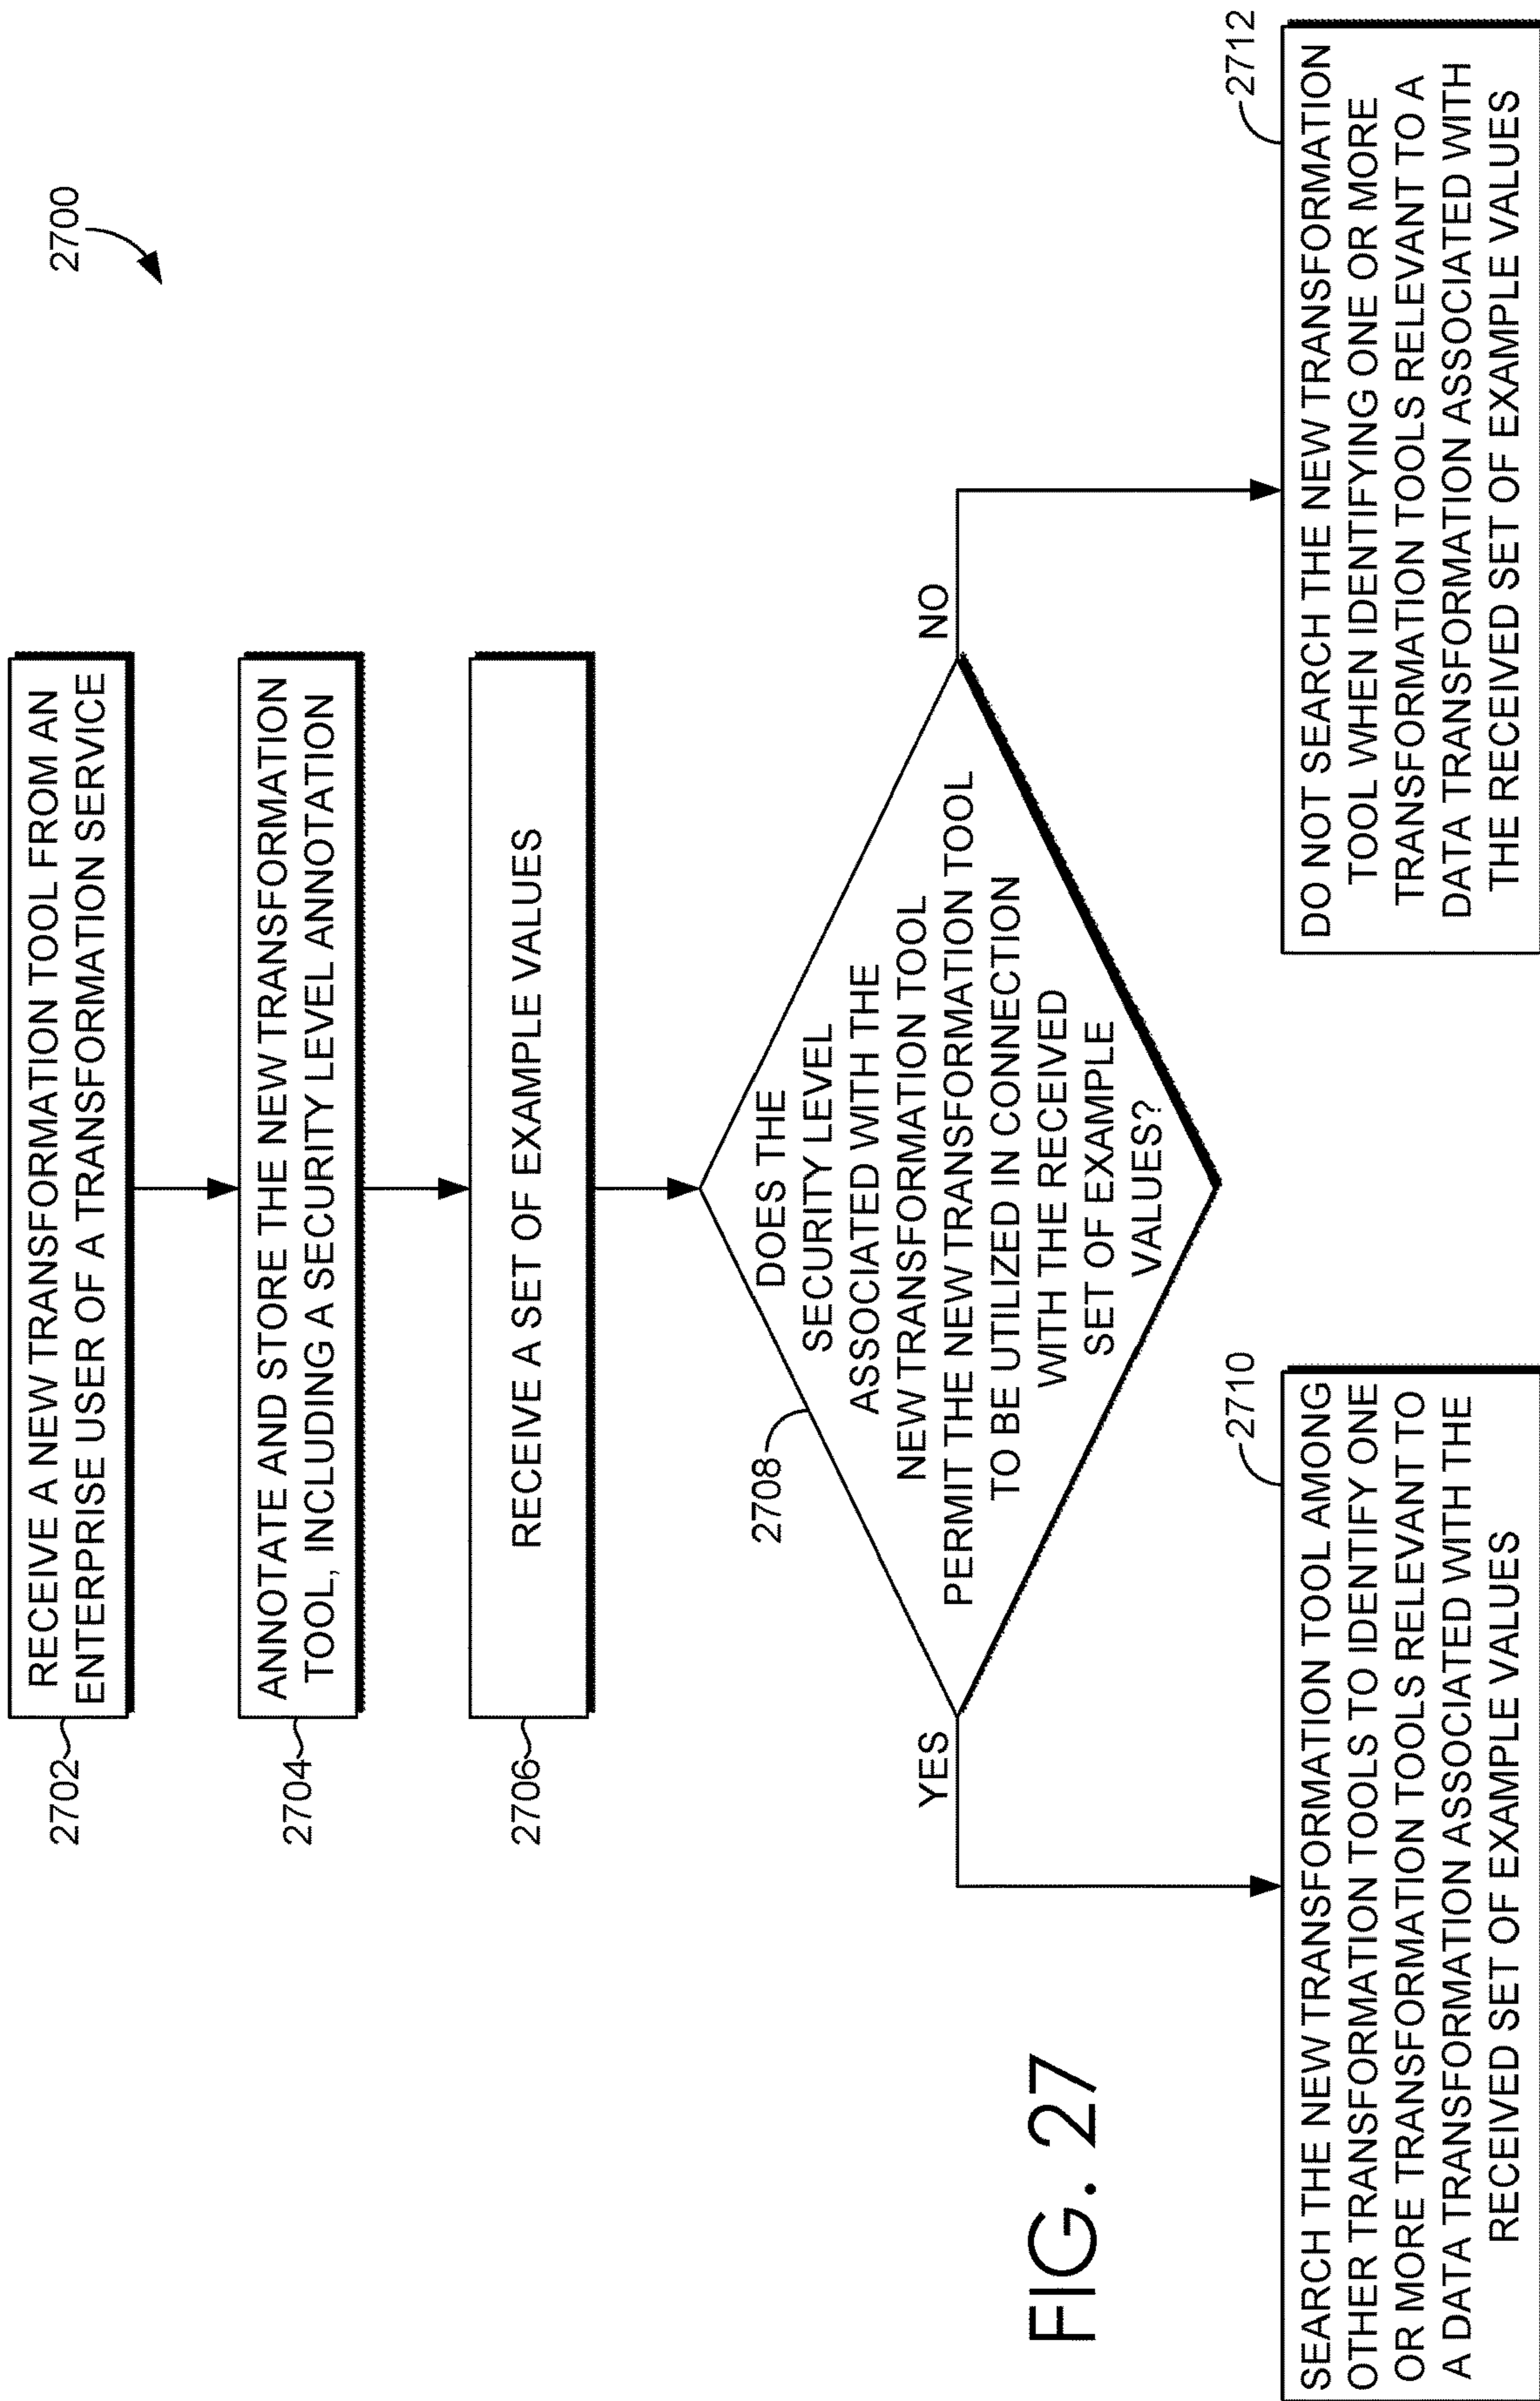 2700
2702
RECEIVE A NEW TRANSFORMATION TOOL FROM AN
ENTERPRISE USER OF A TRANSFORMATION SERVICE
2704
ANNOTATE AND STORE THE NEW TRANSFORMATION
TOOL, INCLUDING A SECURITY LEVEL ANNOTATION
2706
RECEIVE A SET OF EXAMPLE VALUES
2708
DOES THE
SECURITY LEVEL
ASSOCIATED WITH THE
NEW TRANSFORMATION TOOL
PERMIT THE NEW TRANSFORMATION TOOL
TO BE UTILIZED IN CONNECTION
WITH THE RECEIVED
SET OF EXAMPLE
VALUES?
YES
NO
2710
SEARCH THE NEW TRANSFORMATION TOOL AMONG
OTHER TRANSFORMATION TOOLS TO IDENTIFY ONE
OR MORE TRANSFORMATION TOOLS RELEVANT TO
A DATA TRANSFORMATION ASSOCIATED WITH THE
RECEIVED SET OF EXAMPLE VALUES
2712
DO NOT SEARCH THE NEW TRANSFORMATION
TOOL WHEN IDENTIFYING ONE OR MORE
TRANSFORMATION TOOLS RELEVANT TO A
DATA TRANSFORMATION ASSOCIATED WITH
THE RECEIVED SET OF EXAMPLE VALUES
FIG. 27